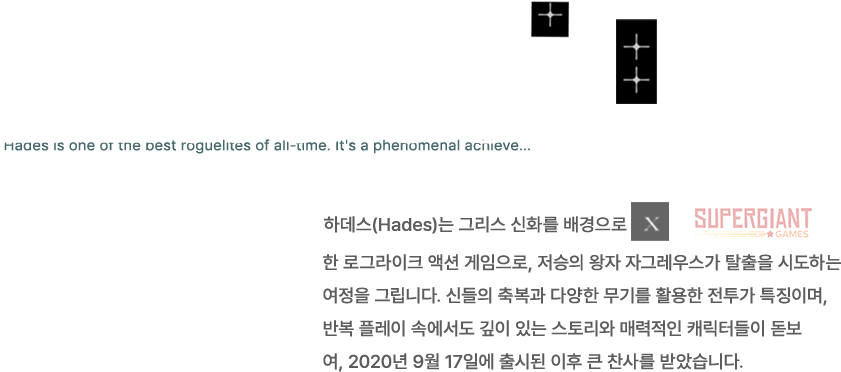 Hades is one of the best roguelites of all-time. It's a phenomenal achieve...
하데스(Hades)는 그리스 신화를 배경으로 X
SUPERGIANT
GAMES
한 로그라이크 액션 게임으로, 저승의 왕자 자그레우스가 탈출을 시도하는
여정을 그립니다. 신들의 축복과 다양한 무기를 활용한 전투가 특징이며,
반복 플레이 속에서도 깊이 있는 스토리와 매력적인 캐릭터들이 돋보
여, 2020년 9월 17일에 출시된 이후 큰 찬사를 받았습니다.